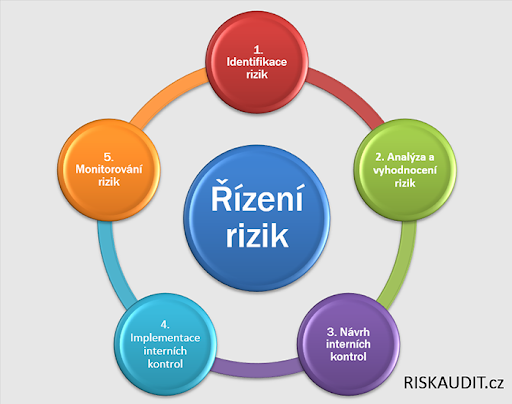 1.
Identifikace
rizik
2. Analýza a
vyhodnocení
rizik
3. Návrh
interních
kontrol
4.
Implementace
interních
kontrol
5.
Monitorování
rizik
Řízení
rizik
RISKAUDIT.cz